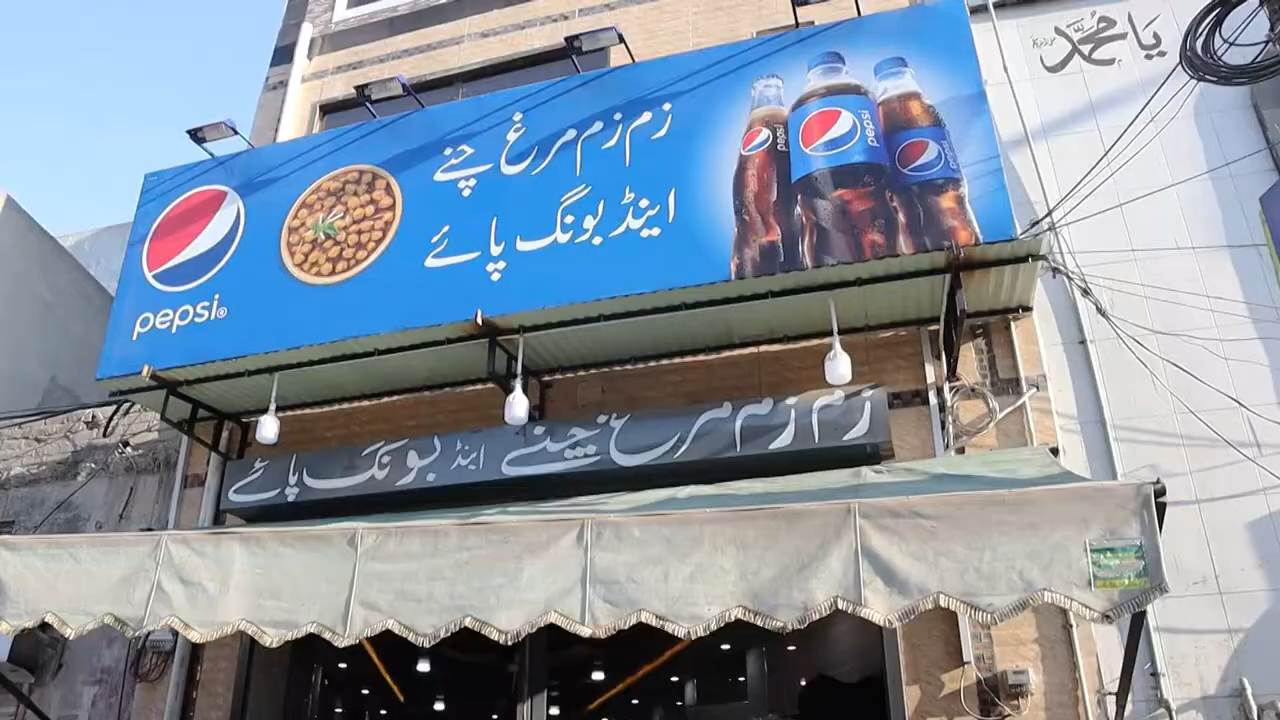 زم زم مرغ چنے
اینڈ بونگ پائے
pepsi
pepsi
pepsi
pepsi
زم زم مرغ چنے اینڈ بونگ پائے
یا محمد